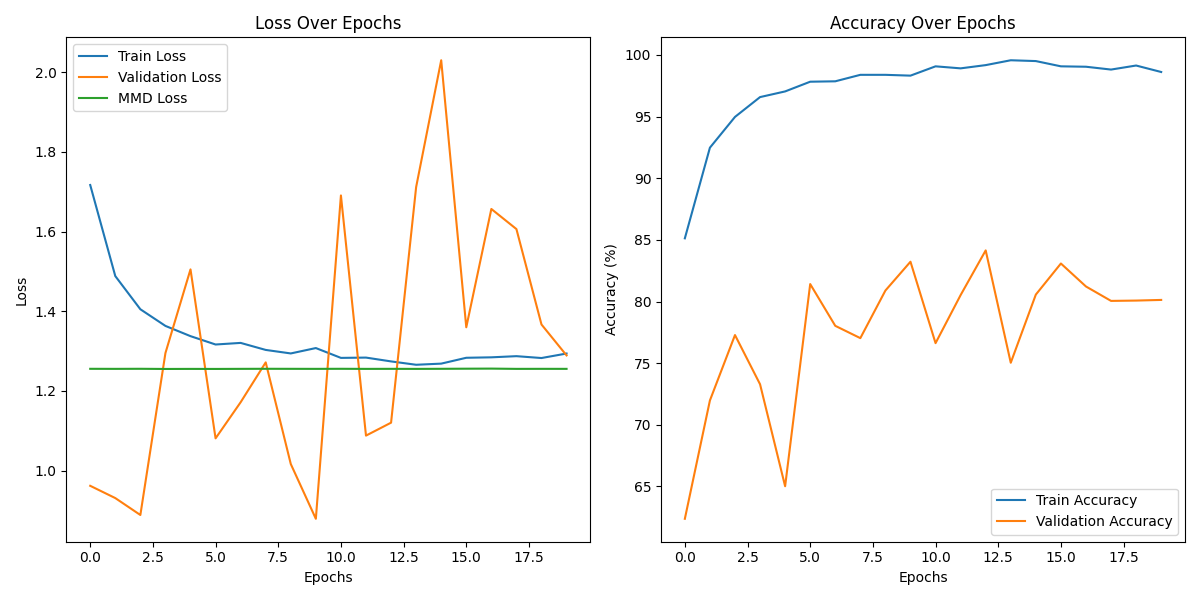 Loss Over Epochs
Train Loss
Validation Loss
MMD Loss
2.0
1.8
1.6
1.4
1.2
1.0
Loss
0.0 2.5 5.0 7.5 10.0 12.5 15.0 17.5
Epochs
Accuracy Over Epochs
100
95
90
85
80
75
70
65
Accuracy (%)
Train Accuracy
Validation Accuracy
0.0 2.5 5.0 7.5 10.0 12.5 15.0 17.5
Epochs